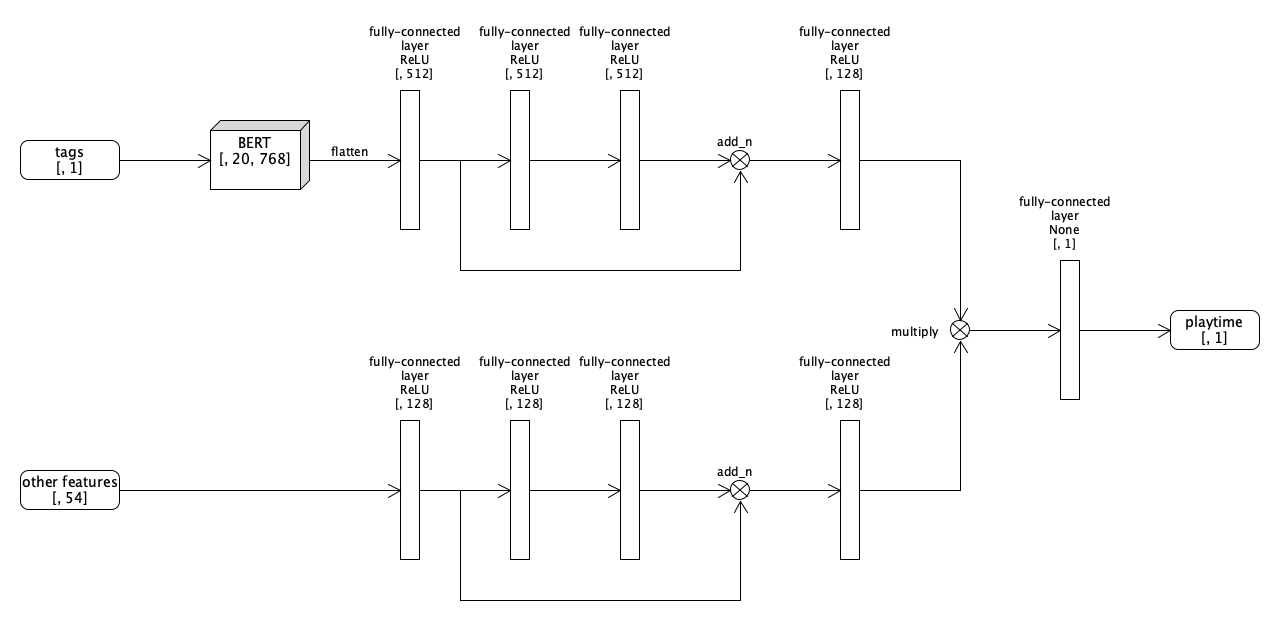 fully-connected
layer
ReLU
[, 512]
fully-connected
layer
ReLU
[, 512]
fully-connected
layer
ReLU
[, 512]
fully-connected
layer
ReLU
[, 128]
tags
[, 1]
BERT
[, 20, 768]
flatten
add_n
fully-connected
layer
None
[, 1]
multiply
playtime
[, 1]
fully-connected
layer
ReLU
[, 128]
fully-connected
layer
ReLU
[, 128]
fully-connected
layer
ReLU
[, 128]
fully-connected
layer
ReLU
[, 128]
other features
[, 54]
add_n